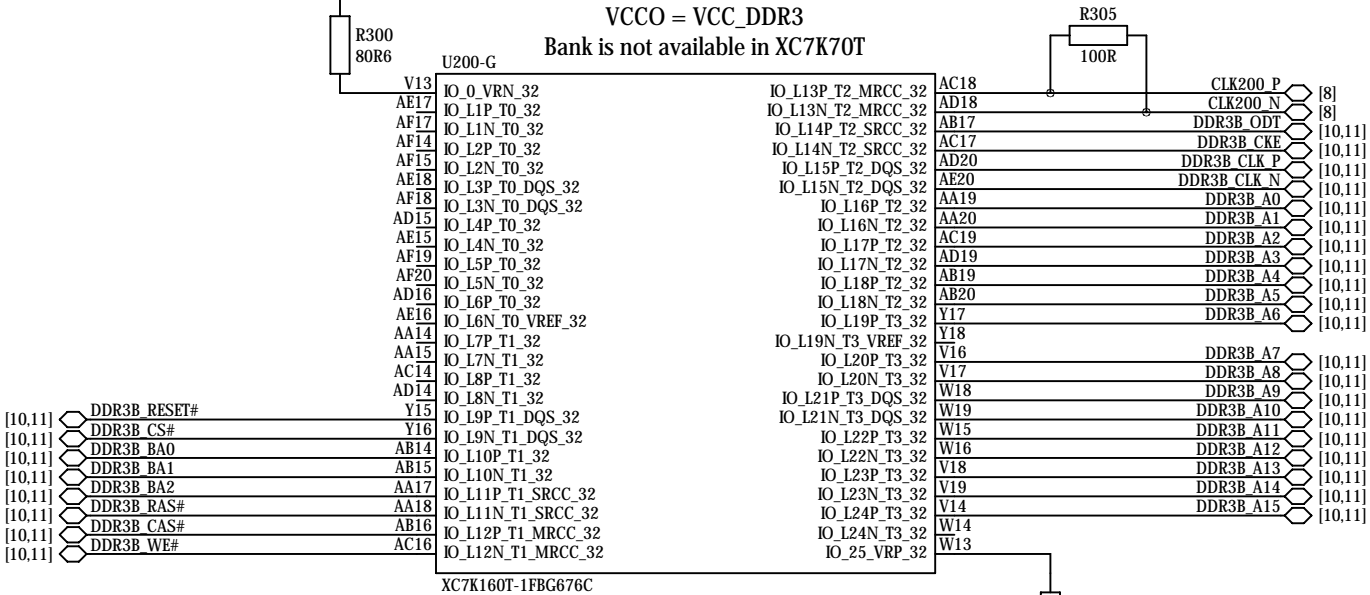 VCCO = VCC_DDR3
Bank is not available in XC7K70T
R300
80R6
R305
100R
U200-G
V13 IO_0_VRN_32 IO_L13P_T2_MRCC_32 AC18 CLK200_P [8]
AE17 IO_L1P_T0_32 IO_L13N_T2_MRCC_32 AD18 CLK200_N [8]
AF17 IO_L1N_T0_32 IO_L14P_T2_SRCC_32 AB17 DDR3B_ODT [10,11]
AF14 IO_L2P_T0_32 IO_L14N_T2_SRCC_32 AC17 DDR3B_CKE [10,11]
AF15 IO_L2N_T0_32 IO_L15P_T2_DQS_32 AD20 DDR3B_CLK_P [10,11]
AE18 IO_L3P_T0_DQS_32 IO_L15N_T2_DQS_32 AE20 DDR3B_CLK_N [10,11]
AF18 IO_L3N_T0_DQS_32 IO_L16P_T2_32 AA19 DDR3B_A0 [10,11]
AD15 IO_L4P_T0_32 IO_L16N_T2_32 AA20 DDR3B_A1 [10,11]
AE15 IO_L4N_T0_32 IO_L17P_T2_32 AC19 DDR3B_A2 [10,11]
AF19 IO_L5P_T0_32 IO_L17N_T2_32 AD19 DDR3B_A3 [10,11]
AF20 IO_L5N_T0_32 IO_L18P_T2_32 AB19 DDR3B_A4 [10,11]
AD16 IO_L6P_T0_32 IO_L18N_T2_32 AB20 DDR3B_A5 [10,11]
AE16 IO_L6N_T0_VREF_32 IO_L19P_T3_32 Y17 DDR3B_A6 [10,11]
AA14 IO_L7P_T1_32 IO_L19N_T3_VREF_32 Y18
AA15 IO_L7N_T1_32 IO_L20P_T3_32 V16 DDR3B_A7 [10,11]
AC14 IO_L8P_T1_32 IO_L20N_T3_32 V17 DDR3B_A8 [10,11]
AD14 IO_L8N_T1_32 IO_L21P_T3_DQS_32 W18 DDR3B_A9 [10,11]
[10,11] DDR3B_RESET# Y15 IO_L9P_T1_DQS_32 IO_L21N_T3_DQS_32 W19 DDR3B_A10 [10,11]
[10,11] DDR3B_CS# Y16 IO_L9N_T1_DQS_32 IO_L22P_T3_32 W15 DDR3B_A11 [10,11]
[10,11] DDR3B_BA0 AB14 IO_L10P_T1_32 IO_L22N_T3_32 W16 DDR3B_A12 [10,11]
[10,11] DDR3B_BA1 AB15 IO_L10N_T1_32 IO_L23P_T3_32 V18 DDR3B_A13 [10,11]
[10,11] DDR3B_BA2 AA17 IO_L11P_T1_SRCC_32 IO_L23N_T3_32 V19 DDR3B_A14 [10,11]
[10,11] DDR3B_RAS# AA18 IO_L11N_T1_SRCC_32 IO_L24P_T3_32 V14 DDR3B_A15 [10,11]
[10,11] DDR3B_CAS# AB16 IO_L12P_T1_MRCC_32 IO_L24N_T3_32 W14
[10,11] DDR3B_WE# AC16 IO_L12N_T1_MRCC_32 IO_25_VRP_32 W13
XC7K160T-1FBG676C